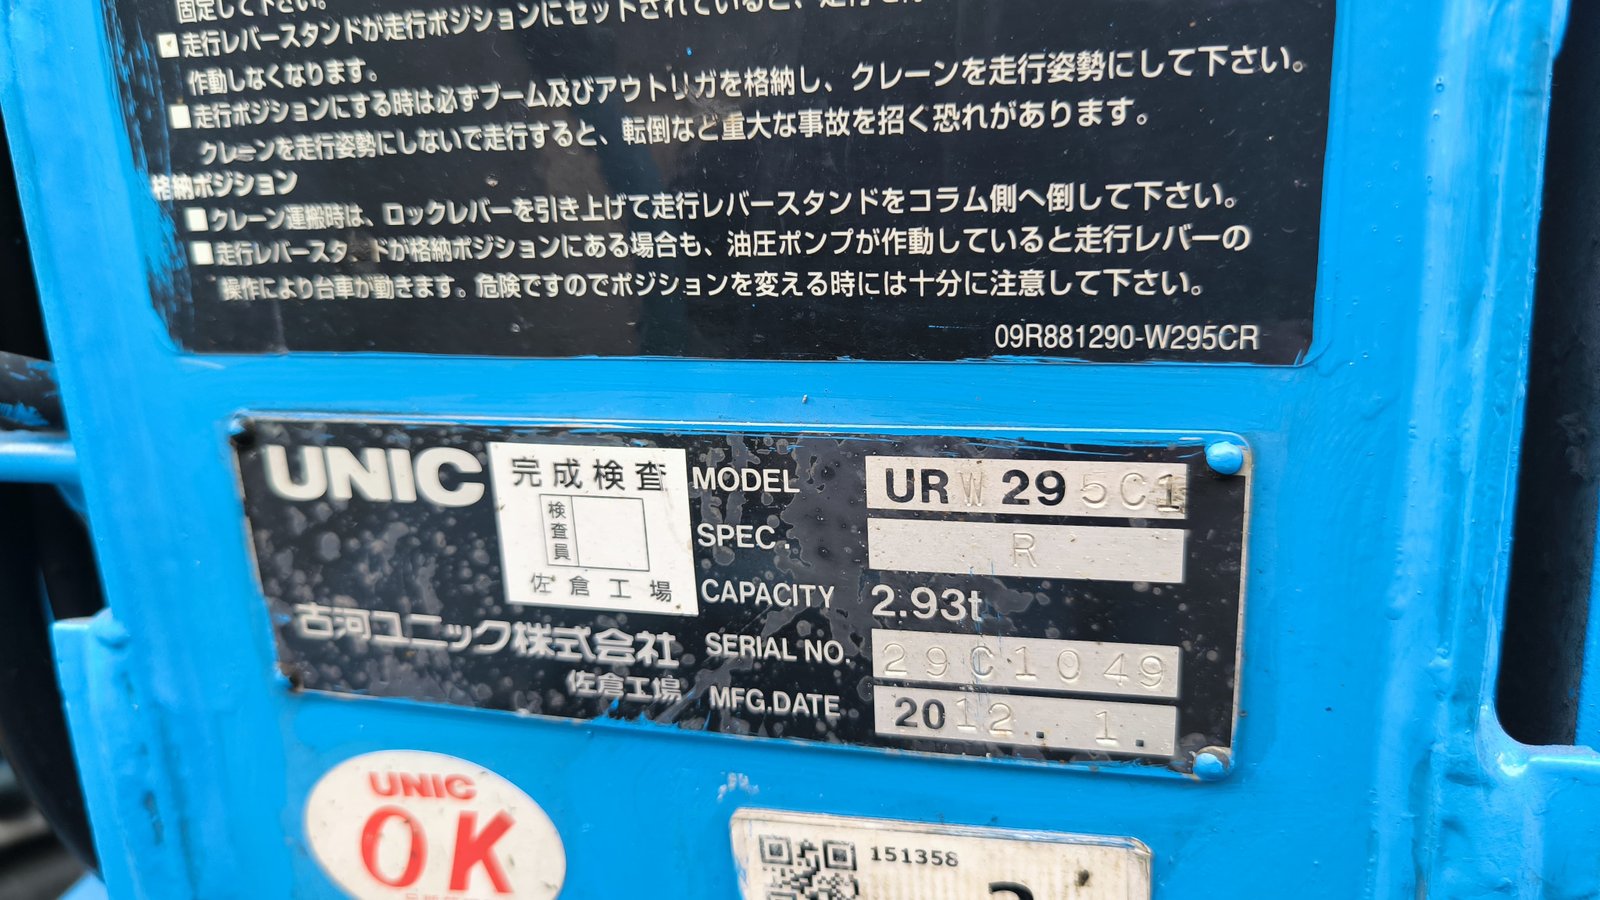 固定して下さい。
■走行レバースタンドが走行ポジションにセットされていると、走行
作動しなくなります。
■走行ポジションにする時は必ずブーム及びアウトリガを格納し、クレーンを走行姿勢にして下さい。
クレーンを走行姿勢にしないで走行すると、転倒など重大な事故を招く恐れがあります。
格納ポジション
■クレーン運搬時は、ロックレバーを引き上げて走行レバースタンドをコラム側へ倒して下さい。
■走行レバースタ ドが格納ポジションにある場合も、油圧ポンプが作動していると走行レバーの
操作により台車が動きます。危険ですのでポジションを変える時には十分に注意して下さい。
09R881290-W295CR
UNIC
完成検査
検査員
佐倉工場
古河ユニック株式会社
佐倉工場
MODEL URW295C1
SPEC. R
CAPACITY 2.93t
SERIAL NO. 29C1049
MFG.DATE 2012. 1.
UNIC
OK
151358